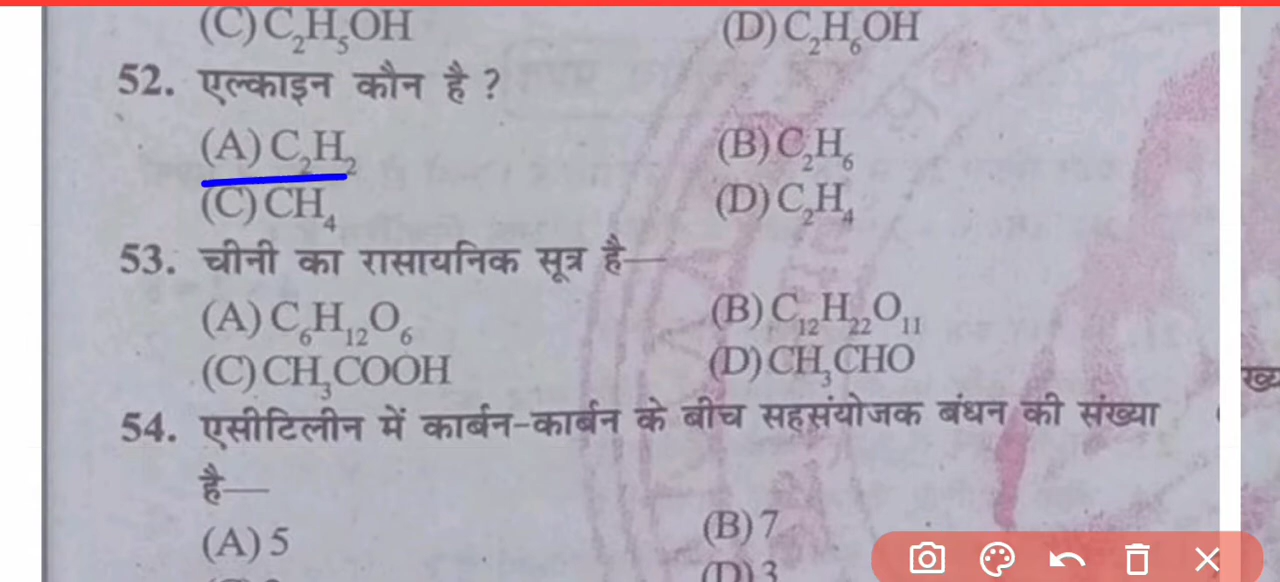 (C) C₂H₅OH (D) C₂H₆OH
52. एल्काइन कौन है ?
(A) C₂H₂ (B) C₂H₆
(C) CH₄ (D) C₂H₄
53. चीनी का रासायनिक सूत्र है—
(A) C₆H₁₂O₆ (B) C₁₂H₂₂O₁₁
(C) CH₃COOH (D) CH₃CHO
54. एसीटिलीन में कार्बन-कार्बन के बीच सहसंयोजक बंधन की संख्या
है—
(A) 5 (B) 7
(D) 3